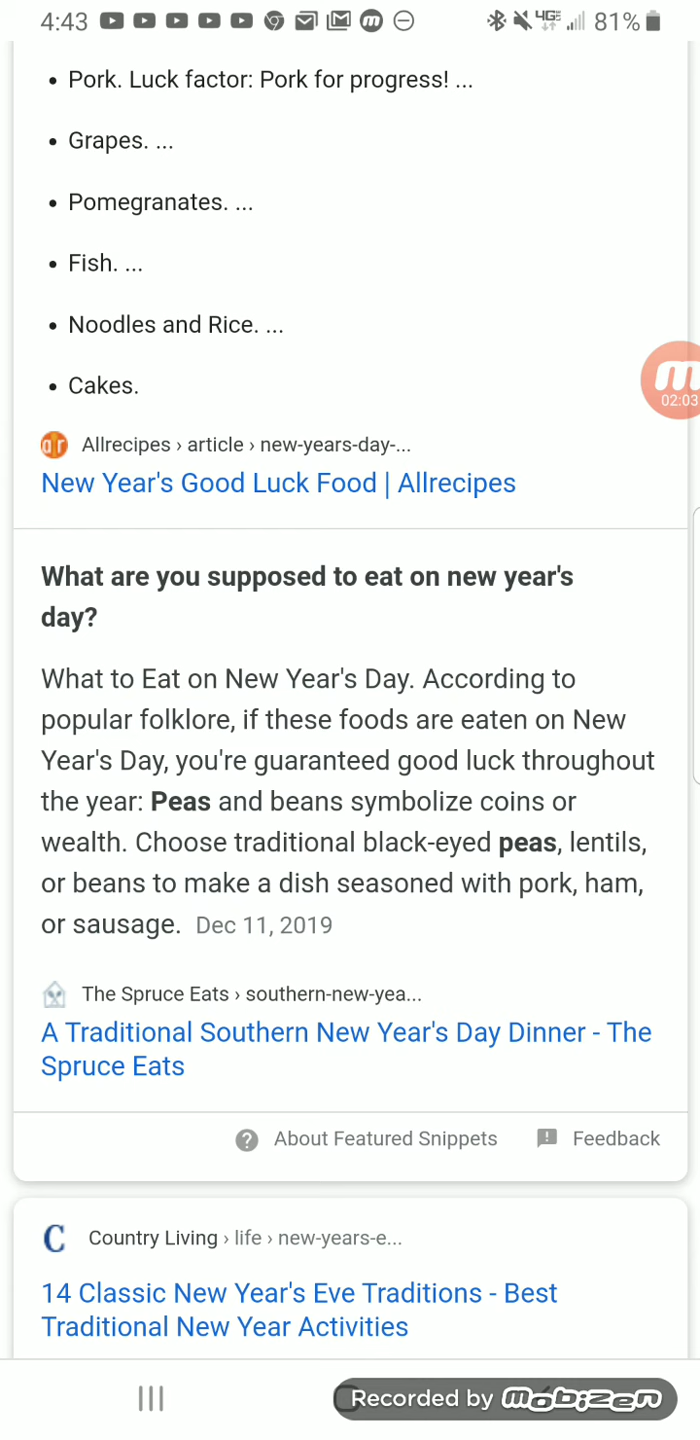 4:43 4GE 81%
• Pork. Luck factor: Pork for progress! ...
• Grapes. ...
• Pomegranates. ...
• Fish. ...
• Noodles and Rice. ...
• Cakes.
02:03
Allrecipes › article › new-years-day-...
New Year's Good Luck Food | Allrecipes
What are you supposed to eat on new year's
day?
What to Eat on New Year's Day. According to
popular folklore, if these foods are eaten on New
Year's Day, you're guaranteed good luck throughout
the year: Peas and beans symbolize coins or
wealth. Choose traditional black-eyed peas, lentils,
or beans to make a dish seasoned with pork, ham,
or sausage. Dec 11, 2019
The Spruce Eats › southern-new-yea...
A Traditional Southern New Year's Day Dinner - The
Spruce Eats
About Featured Snippets Feedback
C Country Living › life › new-years-e...
14 Classic New Year's Eve Traditions - Best
Traditional New Year Activities
Recorded by mobizen